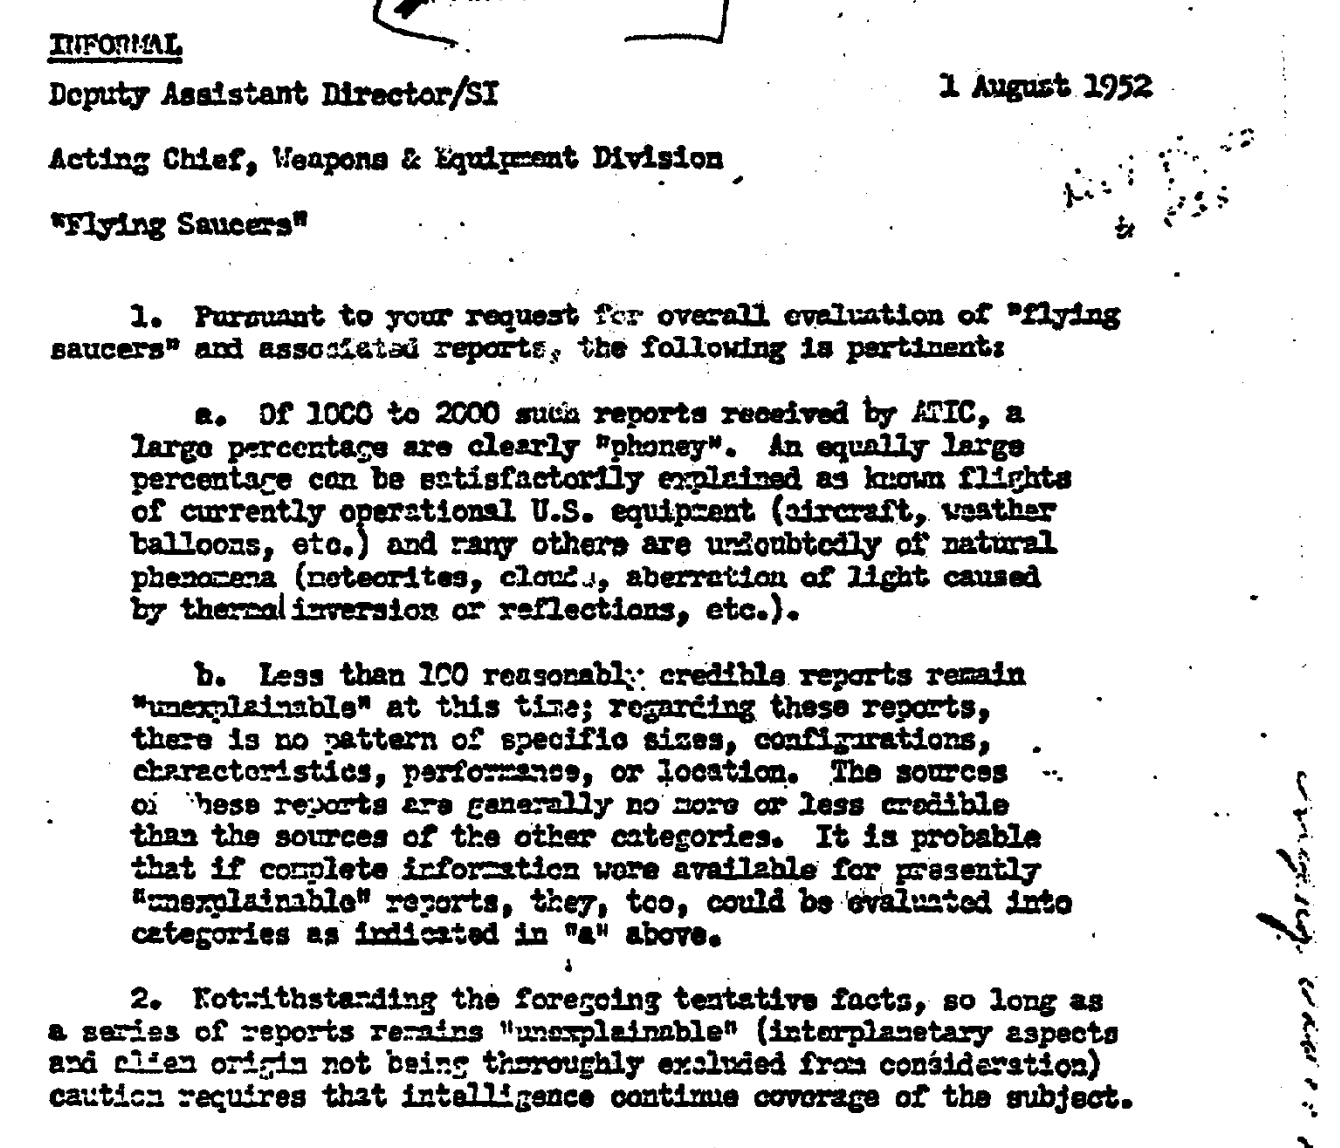 INFORMAL
Deputy Assistant Director/SI
1 August 1952
Acting Chief, Weapons & Equipment Division
"Flying Saucers"
to
1. Pursuant to your request for overall evaluation of "flying
saucers" and associated reports, the following is pertinent:
a. Of 1000 to 2000 such reports received by ATIC, a
large percentage are clearly "phoney". An equally large
percentage can be satisfactorily explained as known flights
of currently operational U.S. equipment (aircraft, weather
balloons, etc.) and many others are undoubtedly of natural
phenomena (meteorites, clouds, aberration of light caused
by thermal inversion or reflections, etc.).
b. Less than 100 reasonably credible reports remain
"unexplainable" at this time; regarding these reports,
there is no pattern of specific sizes, configurations,
characteristics, performance, or location. The sources
of these reports are generally no more or less credible
than the sources of the other categories. It is probable
that if complete information were available for presently
"unexplainable" reports, they, too, could be evaluated into
categories as indicated in "a" above.
2. Notwithstanding the foregoing tentative facts, so long as
a series of reports remains "unexplainable" (interplanetary aspects
and alien origin not being thoroughly excluded from consideration)
caution requires that intelligence continue coverage of the subject.